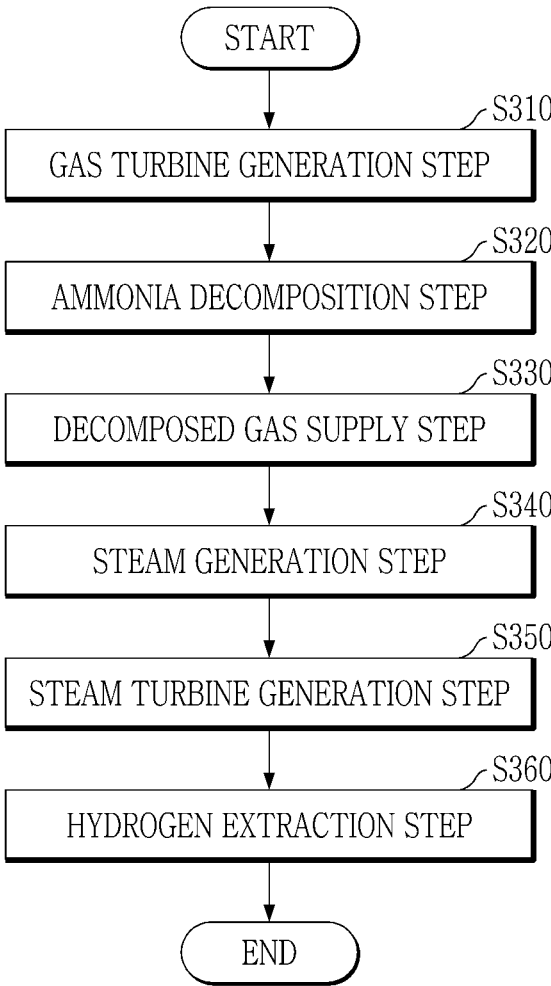 START
S310
GAS TURBINE GENERATION STEP
S320
AMMONIA DECOMPOSITION STEP
S330
DECOMPOSED GAS SUPPLY STEP
S340
STEAM GENERATION STEP
S350
STEAM TURBINE GENERATION STEP
S360
HYDROGEN EXTRACTION STEP
END